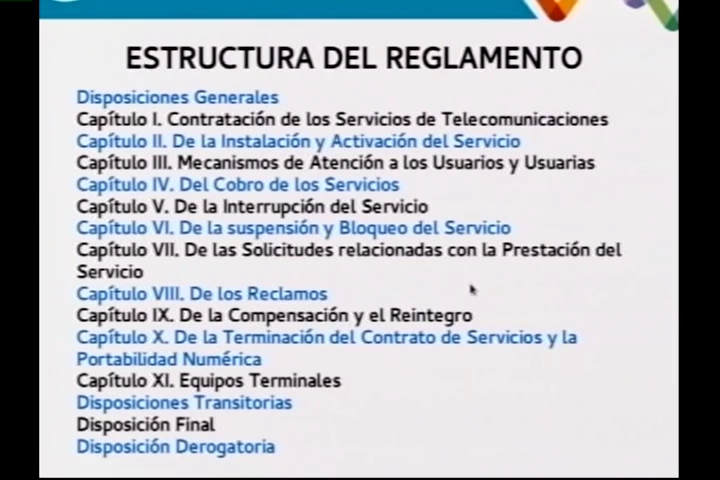 ESTRUCTURA DEL REGLAMENTO
Disposiciones Generales
Capítulo I. Contratación de los Servicios de Telecomunicaciones
Capítulo II. De la Instalación y Activación del Servicio
Capítulo III. Mecanismos de Atención a los Usuarios y Usuarias
Capítulo IV. Del Cobro de los Servicios
Capítulo V. De la Interrupción del Servicio
Capítulo VI. De la suspensión y Bloqueo del Servicio
Capítulo VII. De las Solicitudes relacionadas con la Prestación del
Servicio
Capítulo VIII. De los Reclamos
Capítulo IX. De la Compensación y el Reintegro
Capítulo X. De la Terminación del Contrato de Servicios y la
Portabilidad Numérica
Capítulo XI. Equipos Terminales
Disposiciones Transitorias
Disposición Final
Disposición Derogatoria